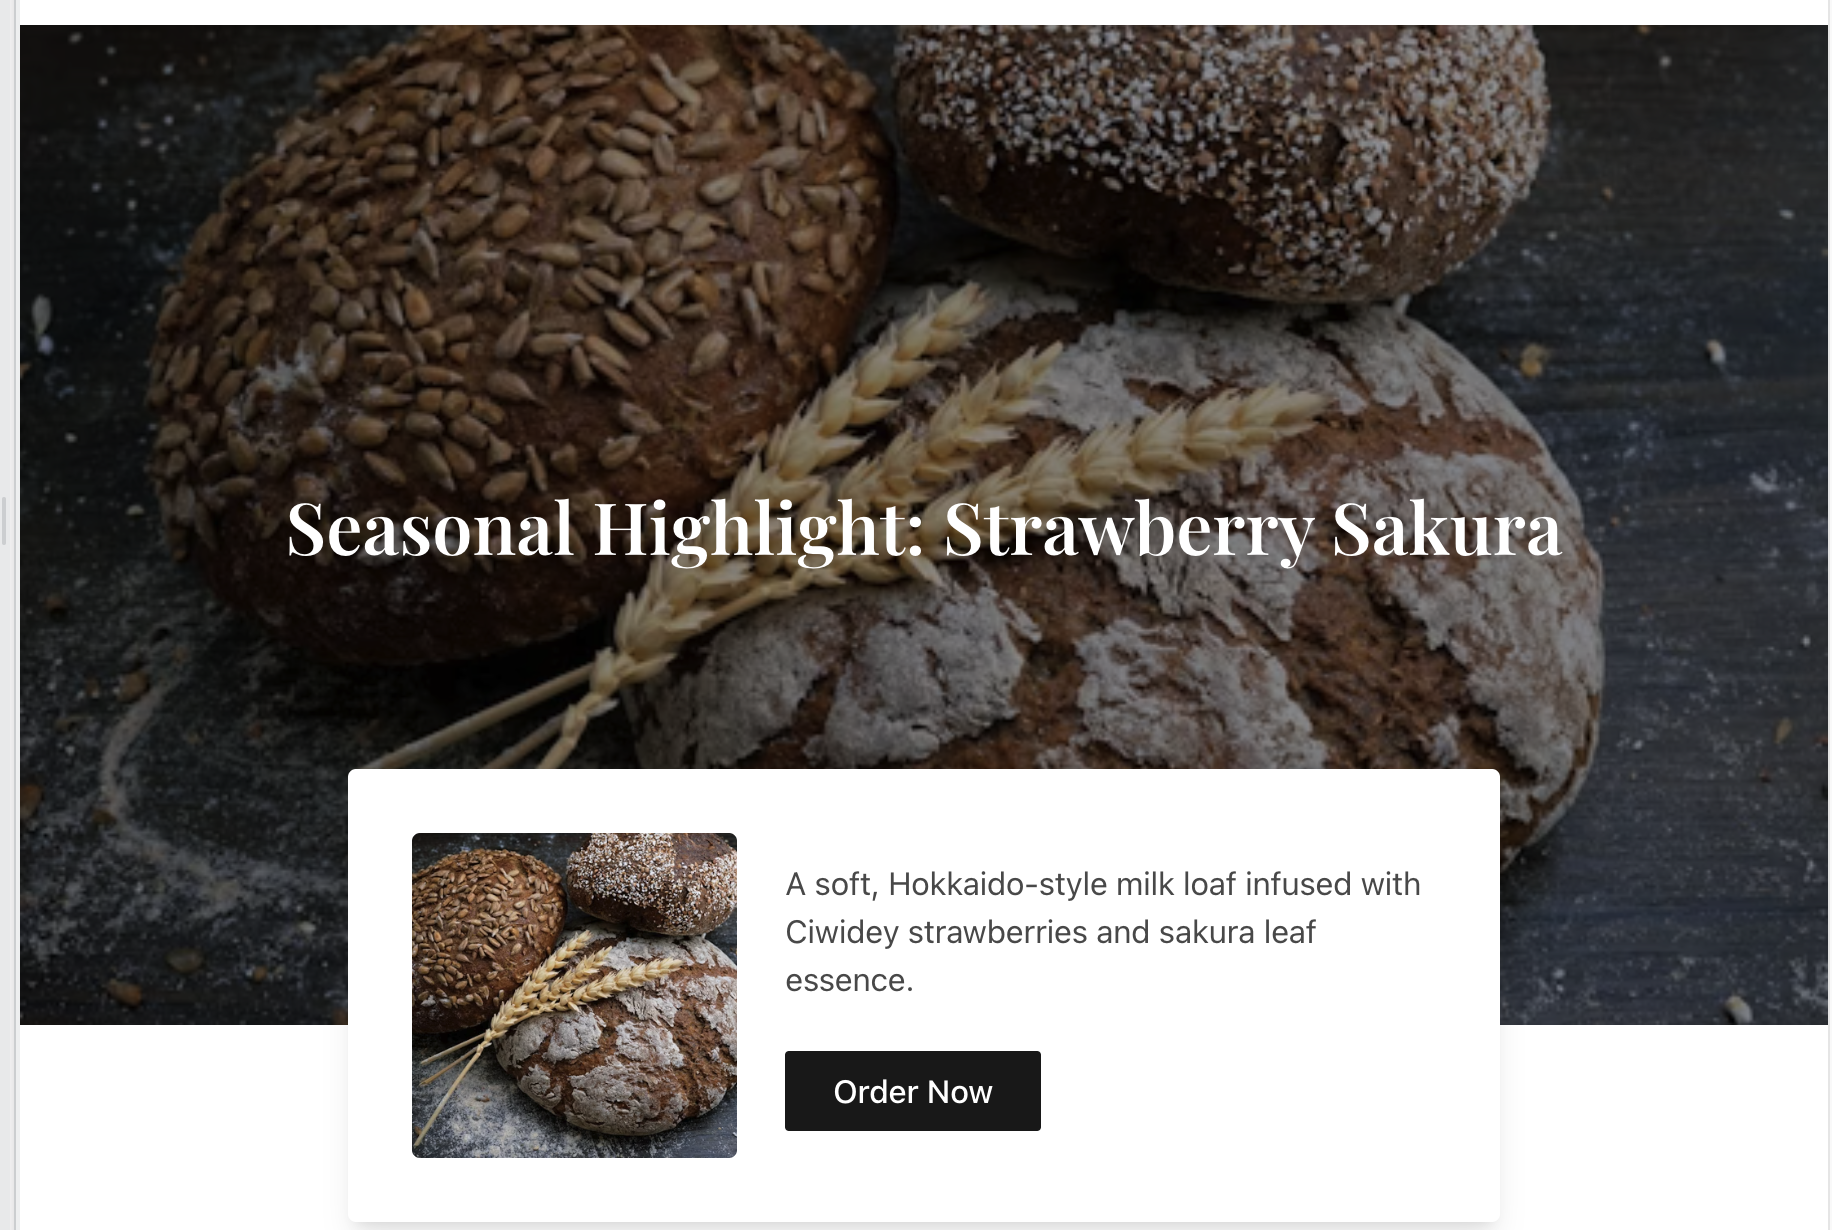 Seasonal Highlight: Strawberry Sakura
A soft, Hokkaido-style milk loaf infused with
Ciwidey strawberries and sakura leaf
essence.
Order Now